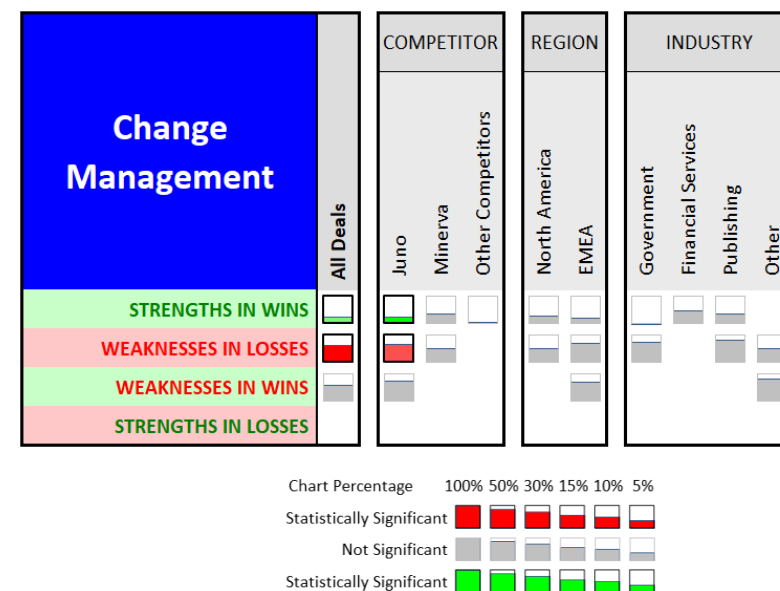 COMPETITOR REGION INDUSTRY
Change
Management
All Deals
Juno
Minerva
Other Competitors
North America
EMEA
Government
Financial Services
Publishing
Other
STRENGTHS IN WINS
WEAKNESSES IN LOSSES
WEAKNESSES IN WINS
STRENGTHS IN LOSSES
Chart Percentage 100% 50% 30% 15% 10% 5%
Statistically Significant
Not Significant
Statistically Significant